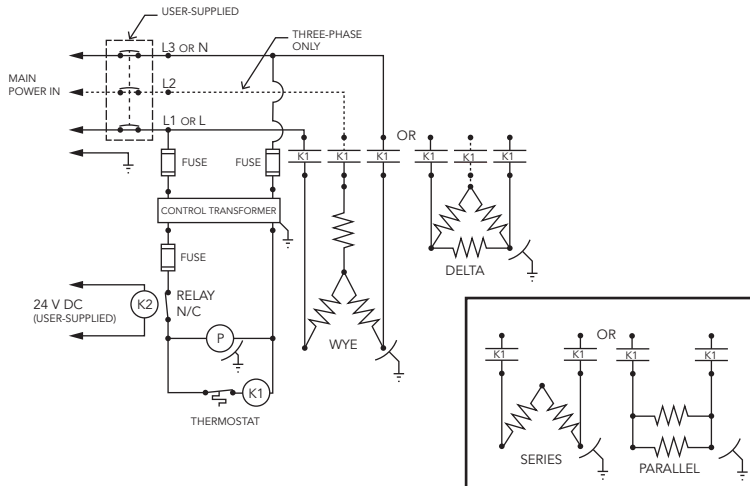 USER-SUPPLIED
L3 OR N
THREE-PHASE
ONLY
MAIN
POWER IN
L2
L1 OR L
OR
FUSE
FUSE
K1
K1
K1
K1
K1
K1
CONTROL TRANSFORMER
FUSE
DELTA
24 V DC
(USER-SUPPLIED)
K2
RELAY
N/C
P
WYE
K1
THERMOSTAT
OR
K1
K1
K1
K1
SERIES
PARALLEL